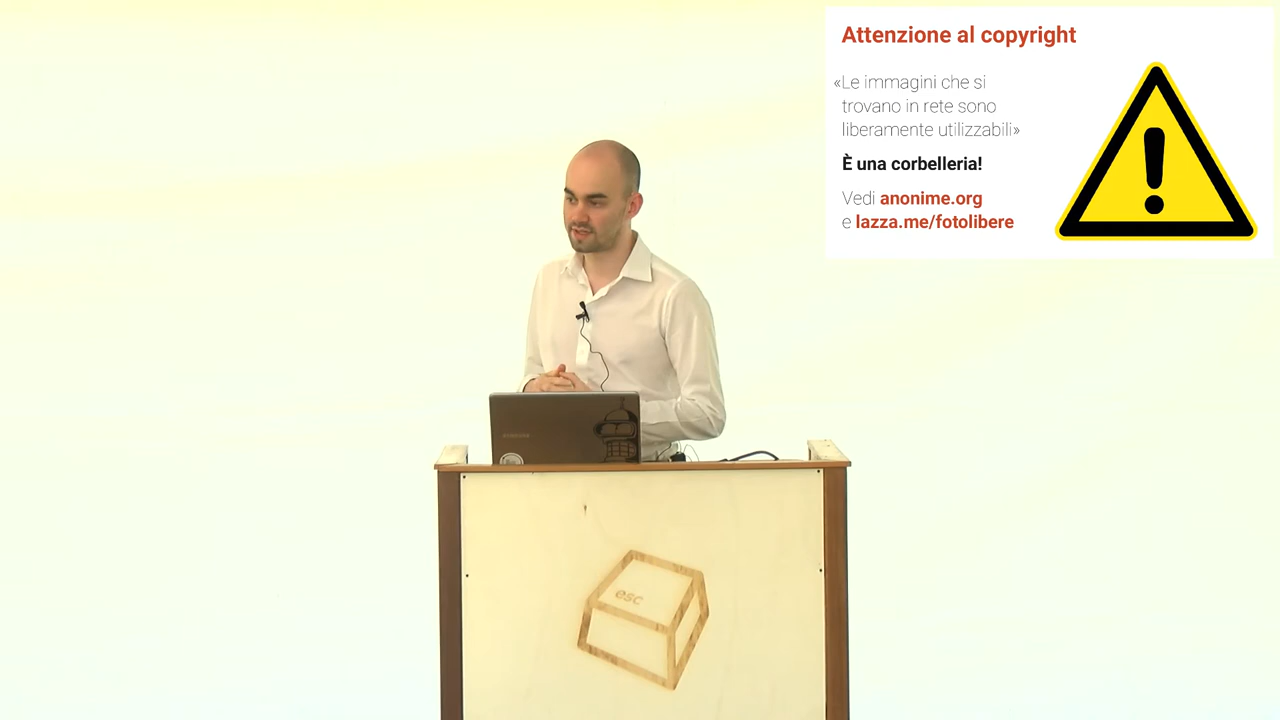 Attenzione al copyright
«Le immagini che si
trovano in rete sono
liberamente utilizzabili»
È una corbelleria!
Vedi anonime.org
e lazza.me/fotolibere
esc